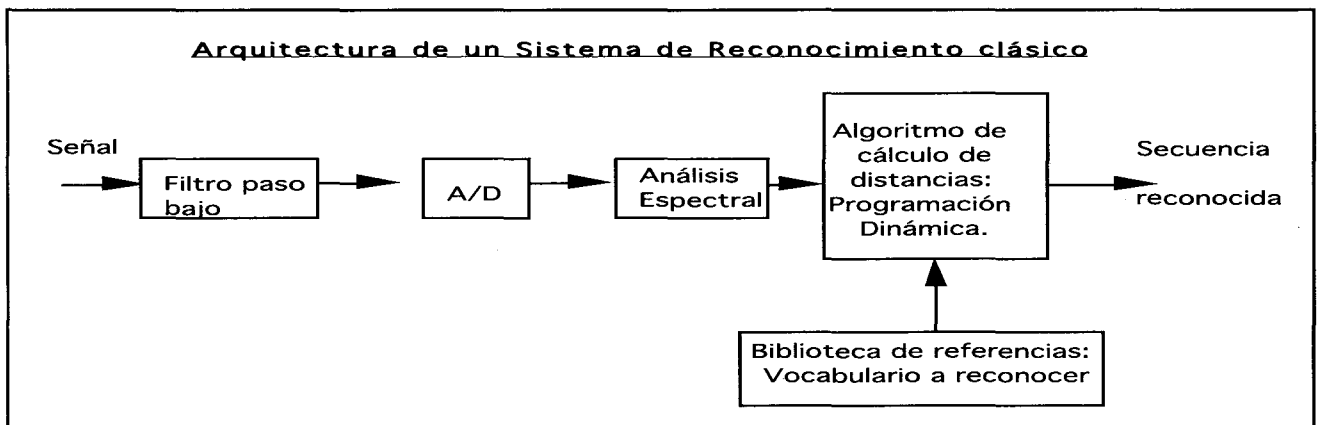 Arquitectura de un Sistema de Reconocimiento clásico
Señal
Filtro paso
bajo
A/D
Análisis
Espectral
Algoritmo de
cálculo de
distancias:
Programación
Dinámica.
Secuencia
reconocida
Biblioteca de referencias:
Vocabulario a reconocer